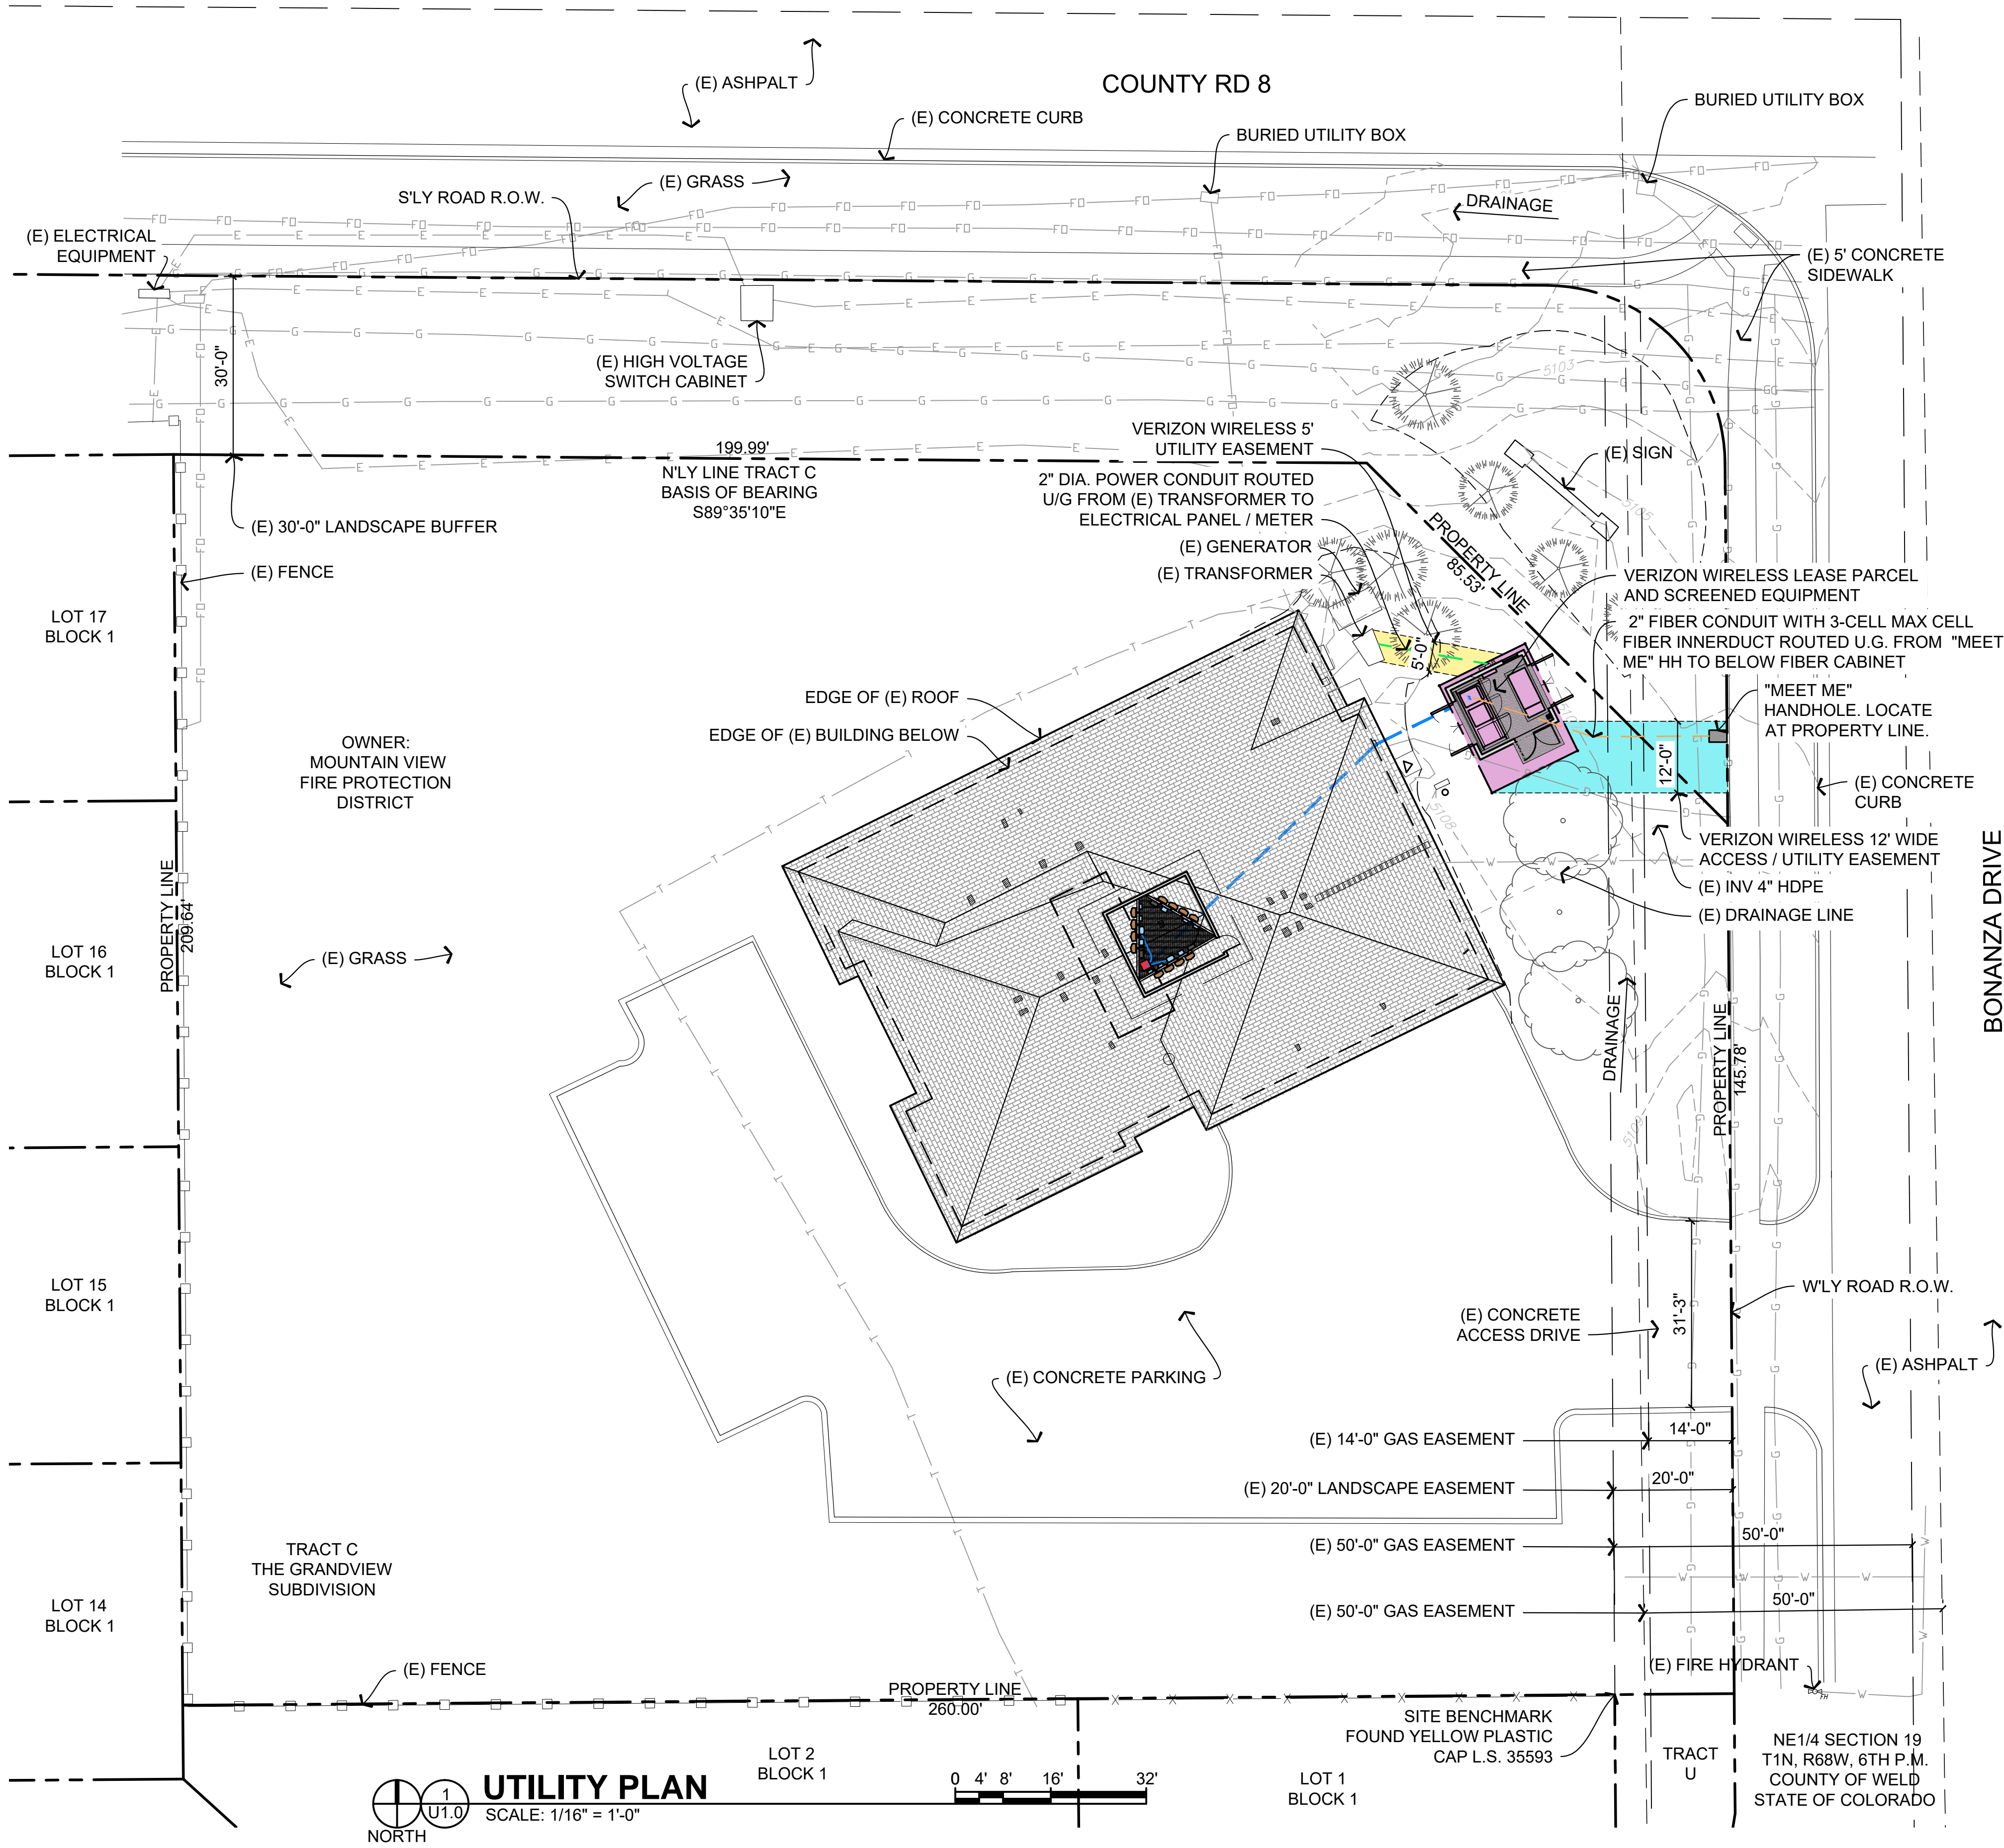 COUNTY RD 8
(E) ASHPALT
(E) CONCRETE CURB
BURIED UTILITY BOX
BURIED UTILITY BOX
(E) GRASS
S'LY ROAD R.O.W.
DRAINAGE
(E) ELECTRICAL
EQUIPMENT
(E) 5' CONCRETE
SIDEWALK
30'-0"
(E) HIGH VOLTAGE
SWITCH CABINET
5103
199.99'
N'LY LINE TRACT C
BASIS OF BEARING
S89°35'10"E
VERIZON WIRELESS 5'
UTILITY EASEMENT
2" DIA. POWER CONDUIT ROUTED
U/G FROM (E) TRANSFORMER TO
ELECTRICAL PANEL / METER
(E) GENERATOR
(E) TRANSFORMER
(E) SIGN
5105
PROPERTY LINE
85.53'
(E) 30'-0" LANDSCAPE BUFFER
(E) FENCE
LOT 17
BLOCK 1
VERIZON WIRELESS LEASE PARCEL
AND SCREENED EQUIPMENT
2" FIBER CONDUIT WITH 3-CELL MAX CELL
FIBER INNERDUCT ROUTED U.G. FROM "MEET
ME" HH TO BELOW FIBER CABINET
"MEET ME"
HANDHOLE. LOCATE
AT PROPERTY LINE.
5'-0"
12'-0"
EDGE OF (E) ROOF
EDGE OF (E) BUILDING BELOW
OWNER:
MOUNTAIN VIEW
FIRE PROTECTION
DISTRICT
(E) CONCRETE
CURB
5108
VERIZON WIRELESS 12' WIDE
ACCESS / UTILITY EASEMENT
(E) INV 4" HDPE
(E) DRAINAGE LINE
BONANZA DRIVE
PROPERTY LINE
209.64'
LOT 16
BLOCK 1
(E) GRASS
DRAINAGE
PROPERTY LINE
145.78'
5109
LOT 15
BLOCK 1
W'LY ROAD R.O.W.
(E) CONCRETE
ACCESS DRIVE
31'-3"
(E) ASHPALT
(E) CONCRETE PARKING
(E) 14'-0" GAS EASEMENT
14'-0"
(E) 20'-0" LANDSCAPE EASEMENT
20'-0"
(E) 50'-0" GAS EASEMENT
50'-0"
(E) 50'-0" GAS EASEMENT
50'-0"
TRACT C
THE GRANDVIEW
SUBDIVISION
LOT 14
BLOCK 1
(E) FENCE
PROPERTY LINE
260.00'
(E) FIRE HYDRANT
FH
SITE BENCHMARK
FOUND YELLOW PLASTIC
CAP L.S. 35593
LOT 2
BLOCK 1
LOT 1
BLOCK 1
TRACT
U
NE1/4 SECTION 19
T1N, R68W, 6TH P.M.
COUNTY OF WELD
STATE OF COLORADO
1
U1.0
UTILITY PLAN
SCALE: 1/16" = 1'-0"
NORTH
0 4' 8' 16' 32'